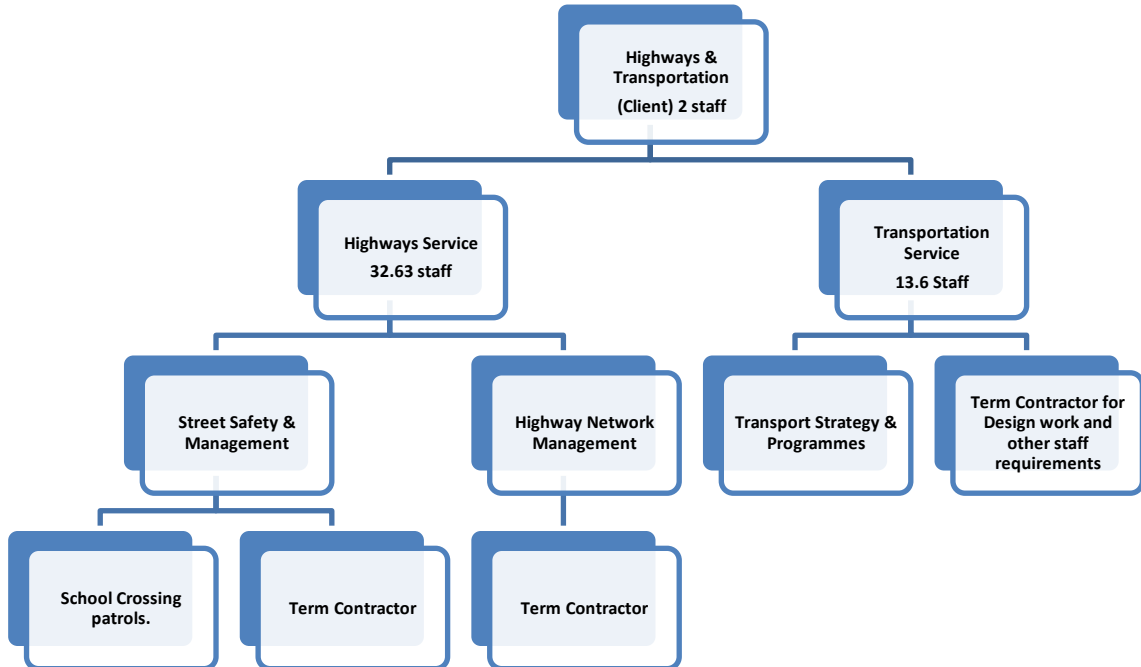 Highways &
Transportation
(Client) 2 staff
Highways Service
32.63 staff
Transportation
Service
13.6 Staff
Street Safety &
Management
Highway Network
Management
Transport Strategy &
Programmes
Term Contractor for
Design work and
other staff
requirements
School Crossing
patrols.
Term Contractor
Term Contractor